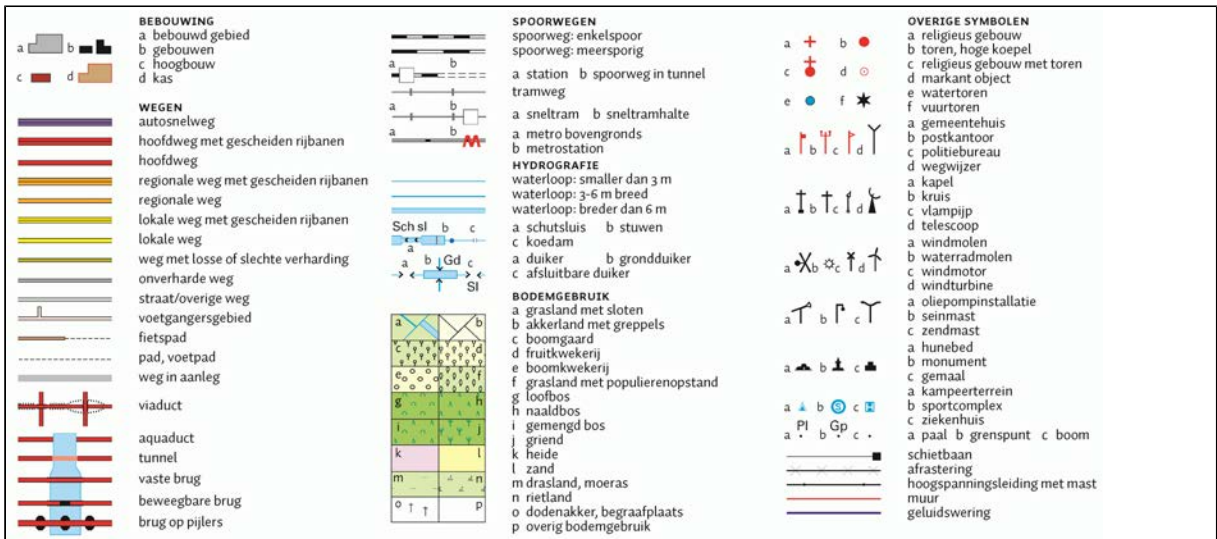 BEBOUWING
a bebouwd gebied
b gebouwen
c hoogbouw
d kas
a b
c d
WEGEN
autosnelweg
hoofdweg met gescheiden rijbanen
hoofdweg
regionale weg met gescheiden rijbanen
regionale weg
lokale weg met gescheiden rijbanen
lokale weg
weg met losse of slechte verharding
onverharde weg
straat/overige weg
voetgangersgebied
fietspad
pad, voetpad
weg in aanleg
viaduct
aquaduct
tunnel
vaste brug
beweegbare brug
brug op pijlers
SPOORWEGEN
spoorweg: enkelspoor
spoorweg: meersporig
a b
a station b spoorweg in tunnel
tramweg
a b
a sneltram b sneltramhalte
a b
a metro bovengronds
b metrostation
HYDROGRAFIE
waterloop: smaller dan 3 m
waterloop: 3-6 m breed
waterloop: breder dan 6 m
Sch sl b c
a
a schutsluis b stuwen
c koedam
a b Gd c
Sl
a duiker b grondduiker
c afsluitbare duiker
BODEMGEBRUIK
a b
c d
e f
g h
i j
k l
m n
o p
a grasland met sloten
b akkerland met greppels
c boomgaard
d fruitkwekerij
e boomkwekerij
f grasland met populierenopstand
g loofbos
h naaldbos
i gemengd bos
j griend
k heide
l zand
m drasland, moeras
n rietland
o dodenakker, begraafplaats
p overig bodemgebruik
OVERIGE SYMBOLEN
a b
c d
e f
a religieus gebouw
b toren, hoge koepel
c religieus gebouw met toren
d markant object
e watertoren
f vuurtoren
a b c d
a gemeentehuis
b postkantoor
c politiebureau
d wegwijzer
a b c d
a kapel
b kruis
c vlampijp
d telescoop
a b c d
a windmolen
b waterradmolen
c windmotor
d windturbine
a b c
a oliepompinstallatie
b seinmast
c zendmast
a b c
a hunebed
b monument
c gemaal
a b S c H
a kampeerterrein
b sportcomplex
c ziekenhuis
Pl Gp
a b c
a paal b grenspunt c boom
schietbaan
afrastering
hoogspanningsleiding met mast
muur
geluidswering